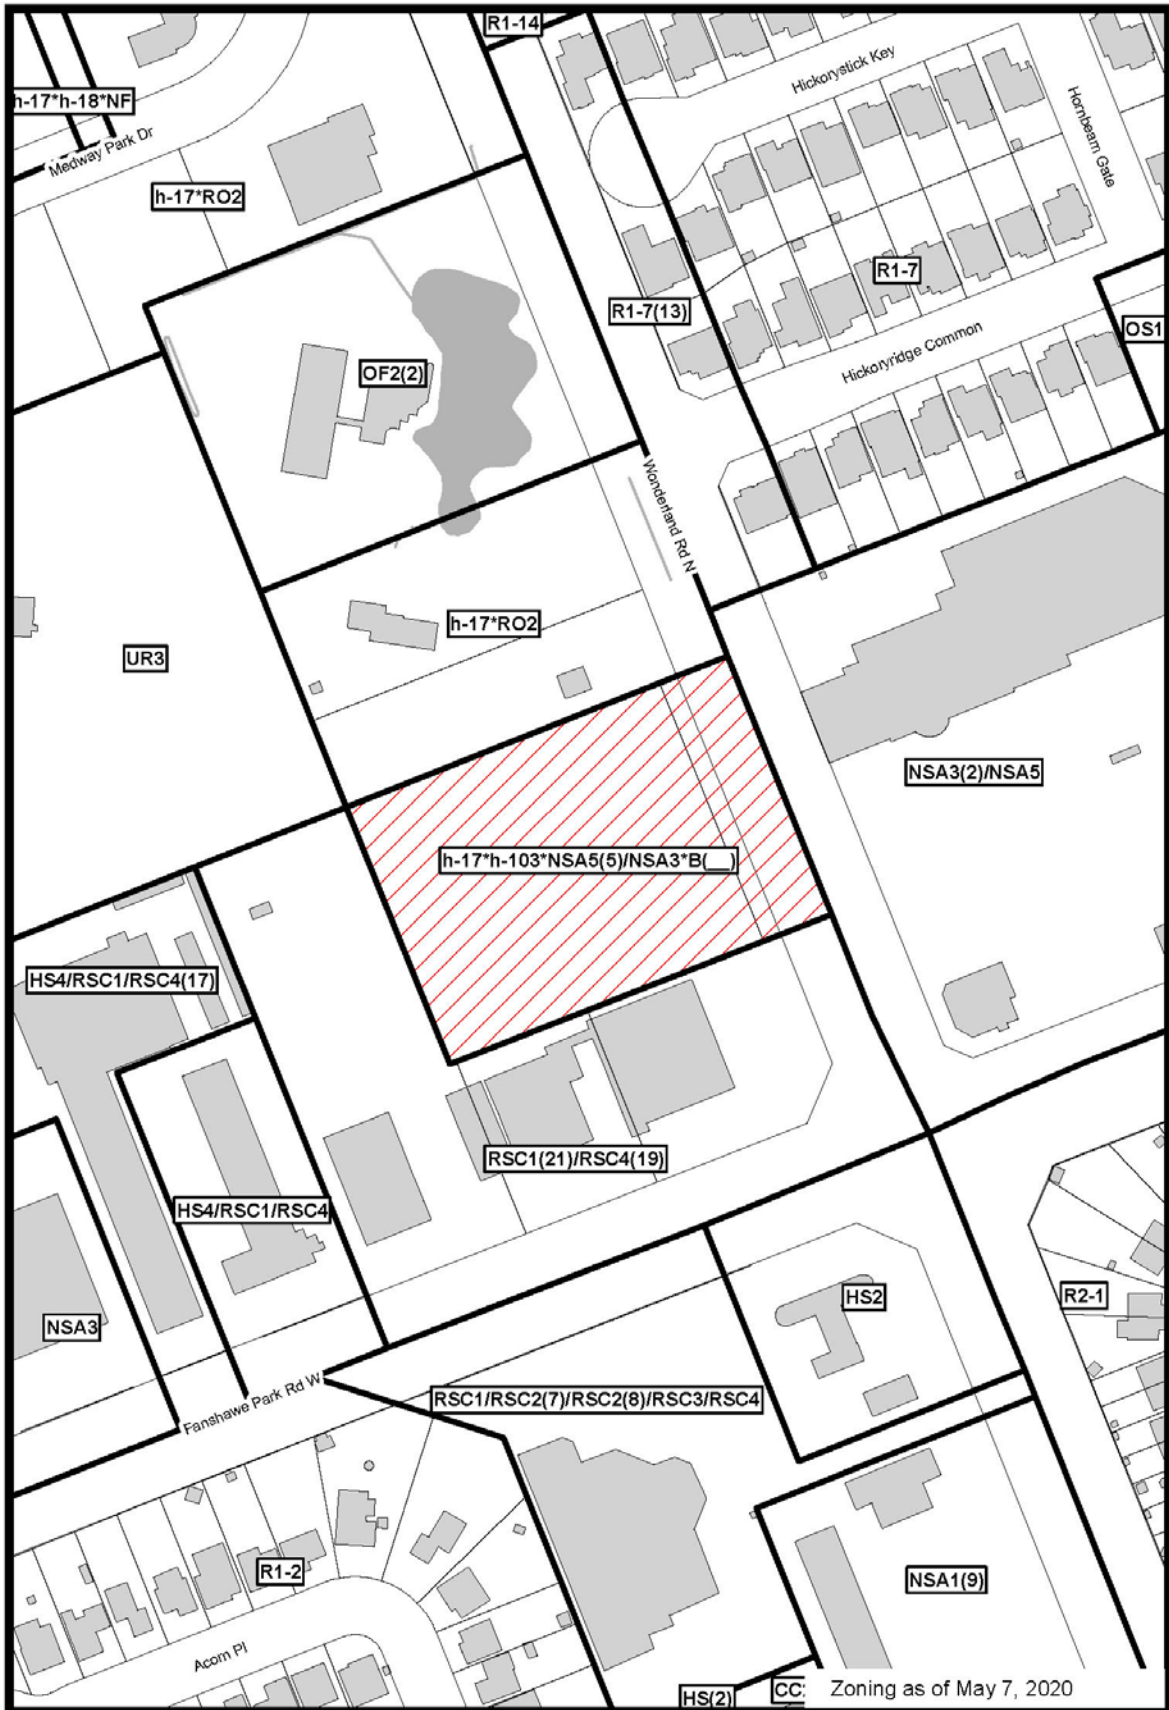 R1-14
Hickorystick Key
h-17*h-18*NF
Medway Park Dr
Hornbeam Gate
h-17*RO2
R1-7
R1-7(13)
OS1
Hickoryridge Common
OF2(2)
Wonderland Rd N
h-17*RO2
UR3
NSA3(2)/NSA5
h-17*h-103*NSA5(5)/NSA3*B(__)
HS4/RSC1/RSC4(17)
RSC1(21)/RSC4(19)
HS4/RSC1/RSC4
HS2
R2-1
NSA3
RSC1/RSC2(7)/RSC2(8)/RSC3/RSC4
Fanshawe Park Rd W
R1-2
NSA1(9)
Acorn Pl
HS(2)
Zoning as of May 7, 2020